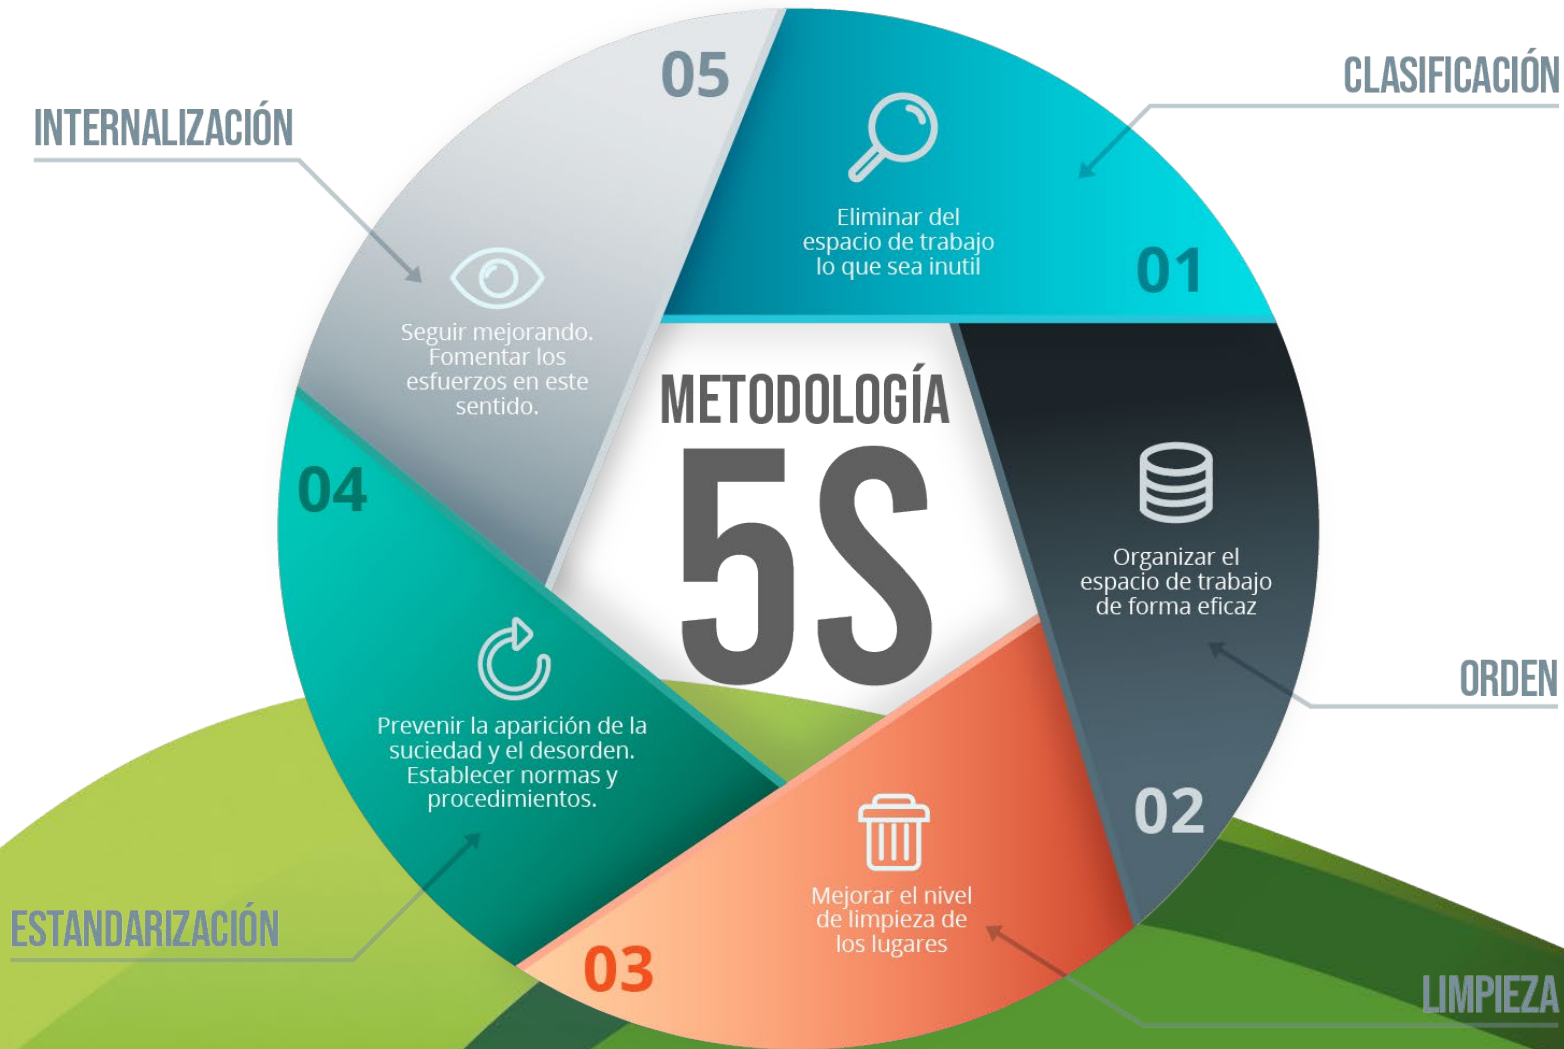 METODOLOGÍA
5S
CLASIFICACIÓN
01
Eliminar del
espacio de trabajo
lo que sea inutil
ORDEN
02
Organizar el
espacio de trabajo
de forma eficaz
LIMPIEZA
03
Mejorar el nivel
de limpieza de
los lugares
ESTANDARIZACIÓN
04
Prevenir la aparición de la
suciedad y el desorden.
Establecer normas y
procedimientos.
INTERNALIZACIÓN
05
Seguir mejorando.
Fomentar los
esfuerzos en este
sentido.